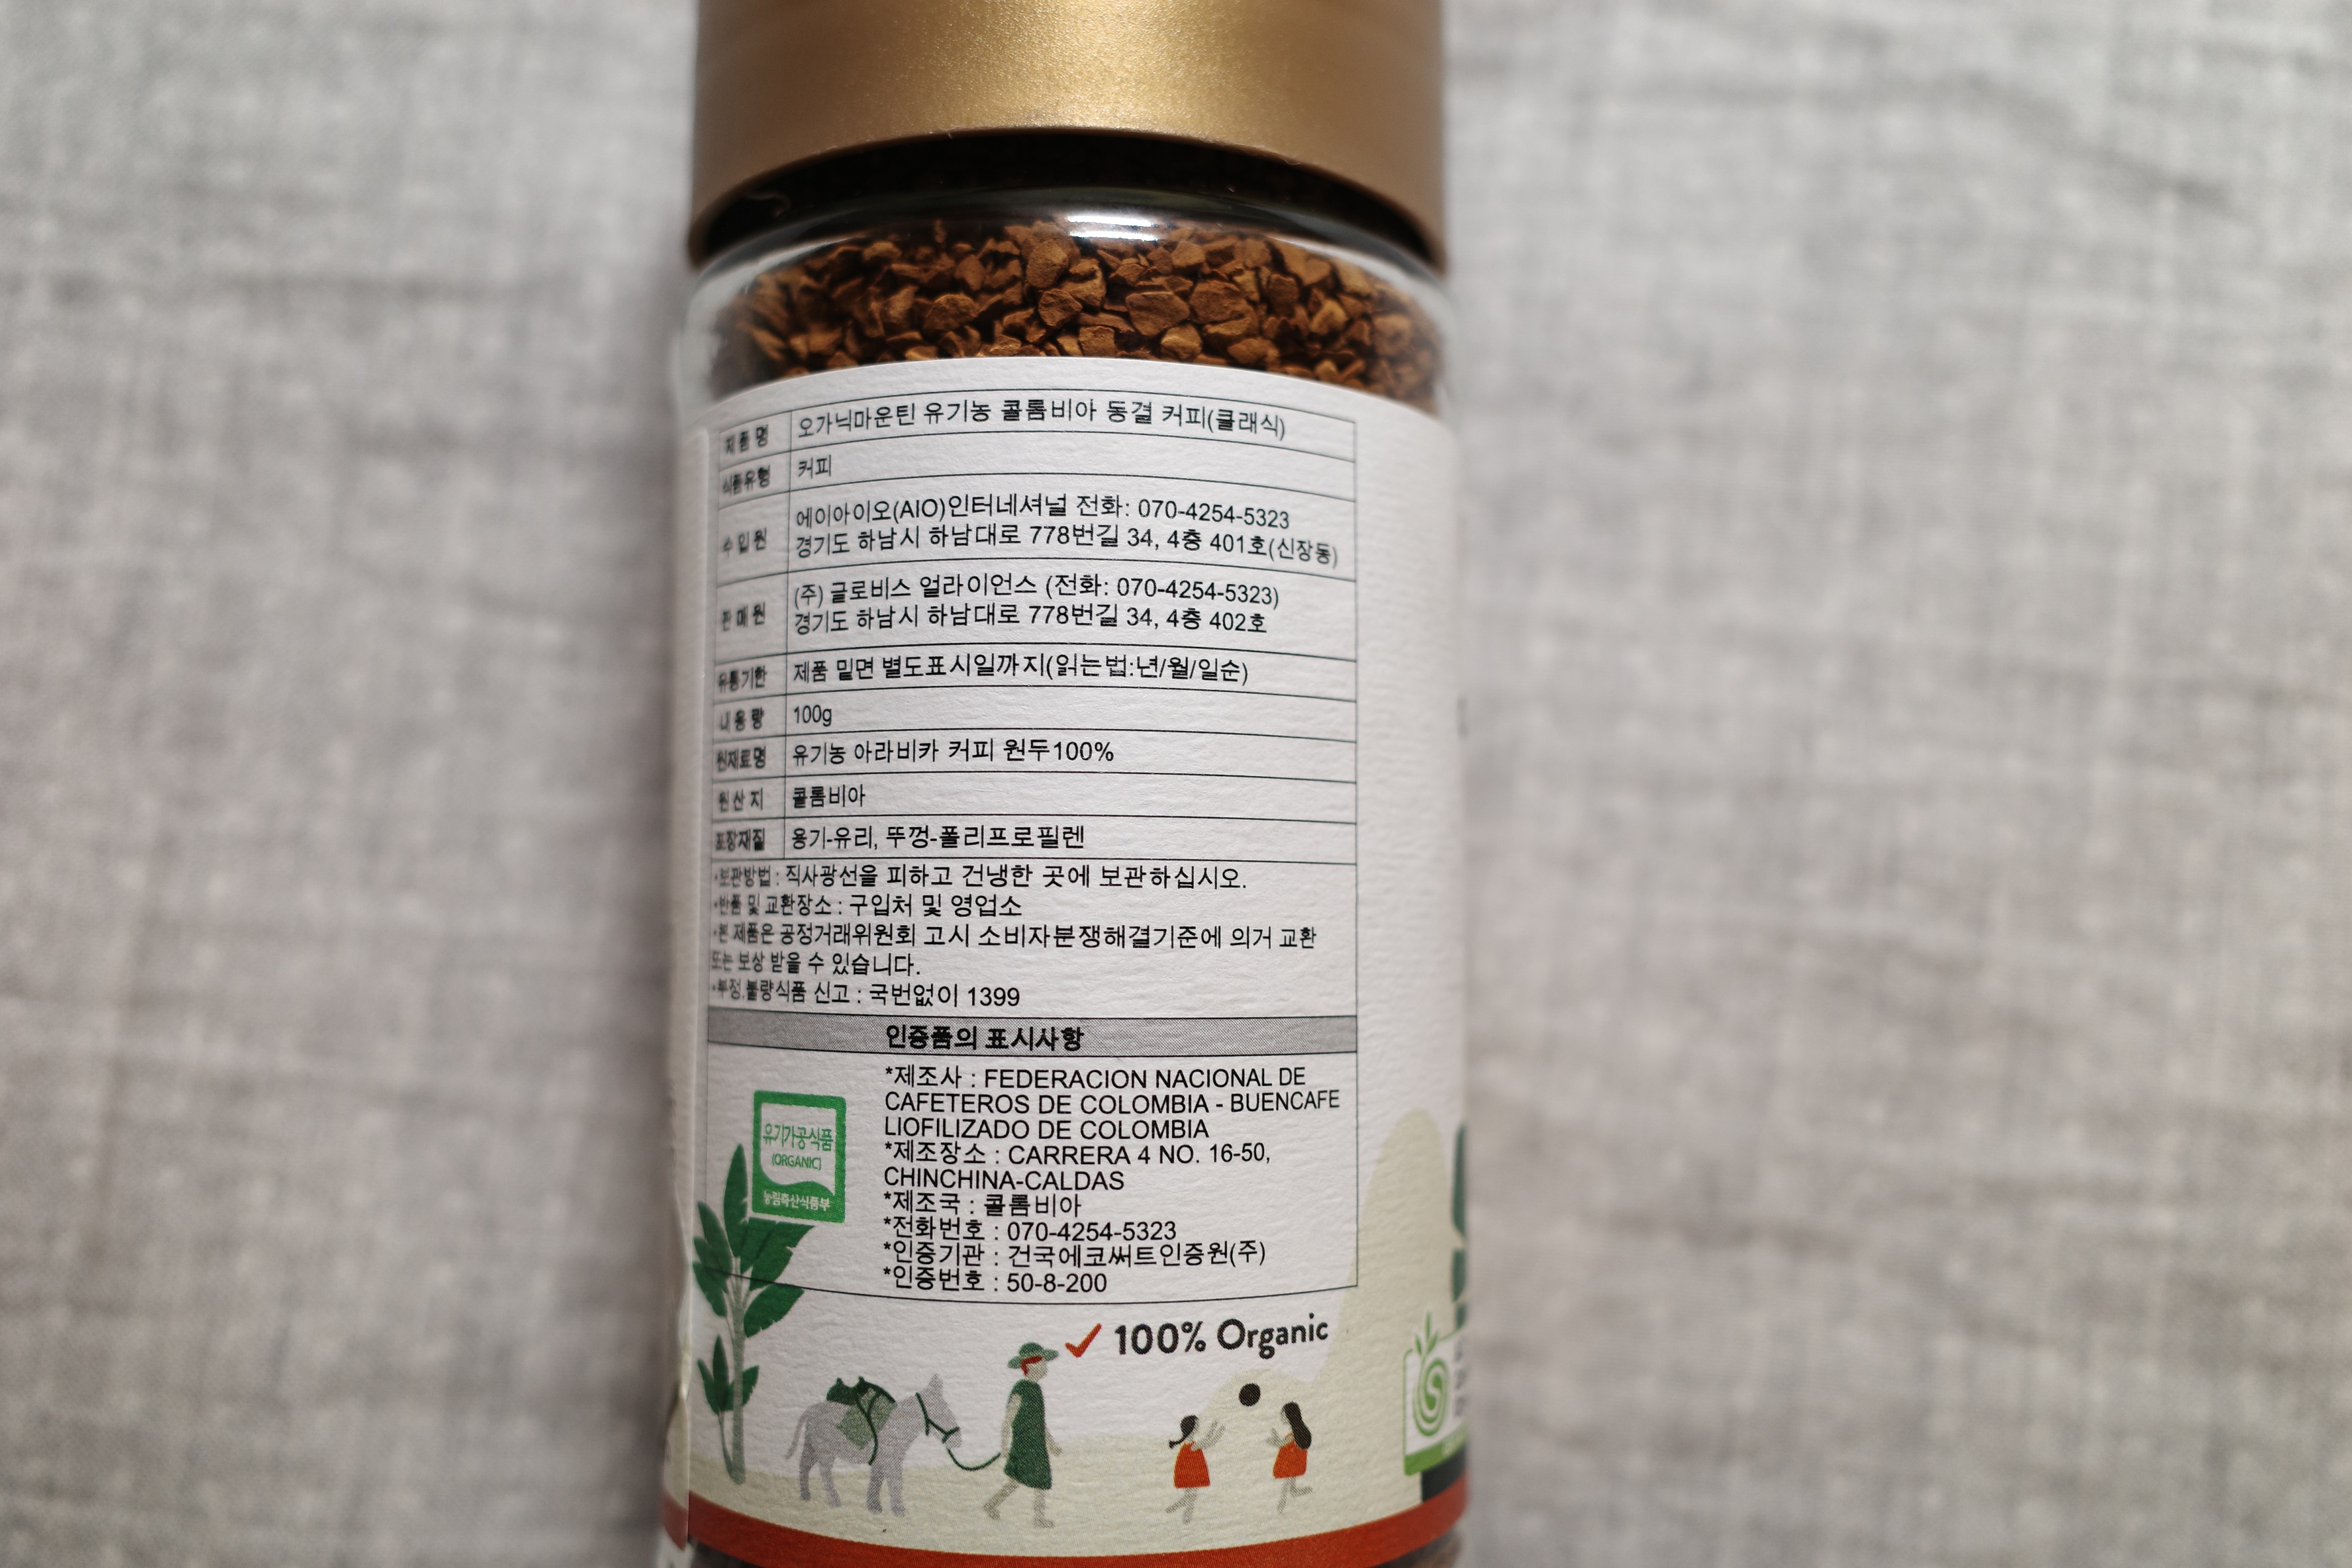 제품명 오가닉마운틴 유기농 콜롬비아 동결 커피(클래식)
식품유형 커피
수입원 에이아이오(AIO)인터네셔널 전화: 070-4254-5323
경기도 하남시 하남대로 778번길 34, 4층 401호(신장동)
판매원 (주) 글로비스 얼라이언스 (전화: 070-4254-5323)
경기도 하남시 하남대로 778번길 34, 4층 402호
유통기한 제품 밑면 별도표시일까지(읽는법:년/월/일순)
내용량 100g
원재료명 유기농 아라비카 커피 원두100%
원산지 콜롬비아
포장재질 용기-유리, 뚜껑-폴리프로필렌
•보관방법 : 직사광선을 피하고 건냉한 곳에 보관하십시오.
•반품 및 교환장소 : 구입처 및 영업소
•본 제품은 공정거래위원회 고시 소비자분쟁해결기준에 의거 교환
또는 보상 받을 수 있습니다.
•부정.불량식품 신고 : 국번없이 1399
인증품의 표시사항
유기가공식품
(ORGANIC)
농림축산식품부
*제조사 : FEDERACION NACIONAL DE
CAFETEROS DE COLOMBIA - BUENCAFE
LIOFILIZADO DE COLOMBIA
*제조장소 : CARRERA 4 NO. 16-50,
CHINCHINA-CALDAS
*제조국 : 콜롬비아
*전화번호 : 070-4254-5323
*인증기관 : 건국에코써트인증원(주)
*인증번호 : 50-8-200
100% Organic